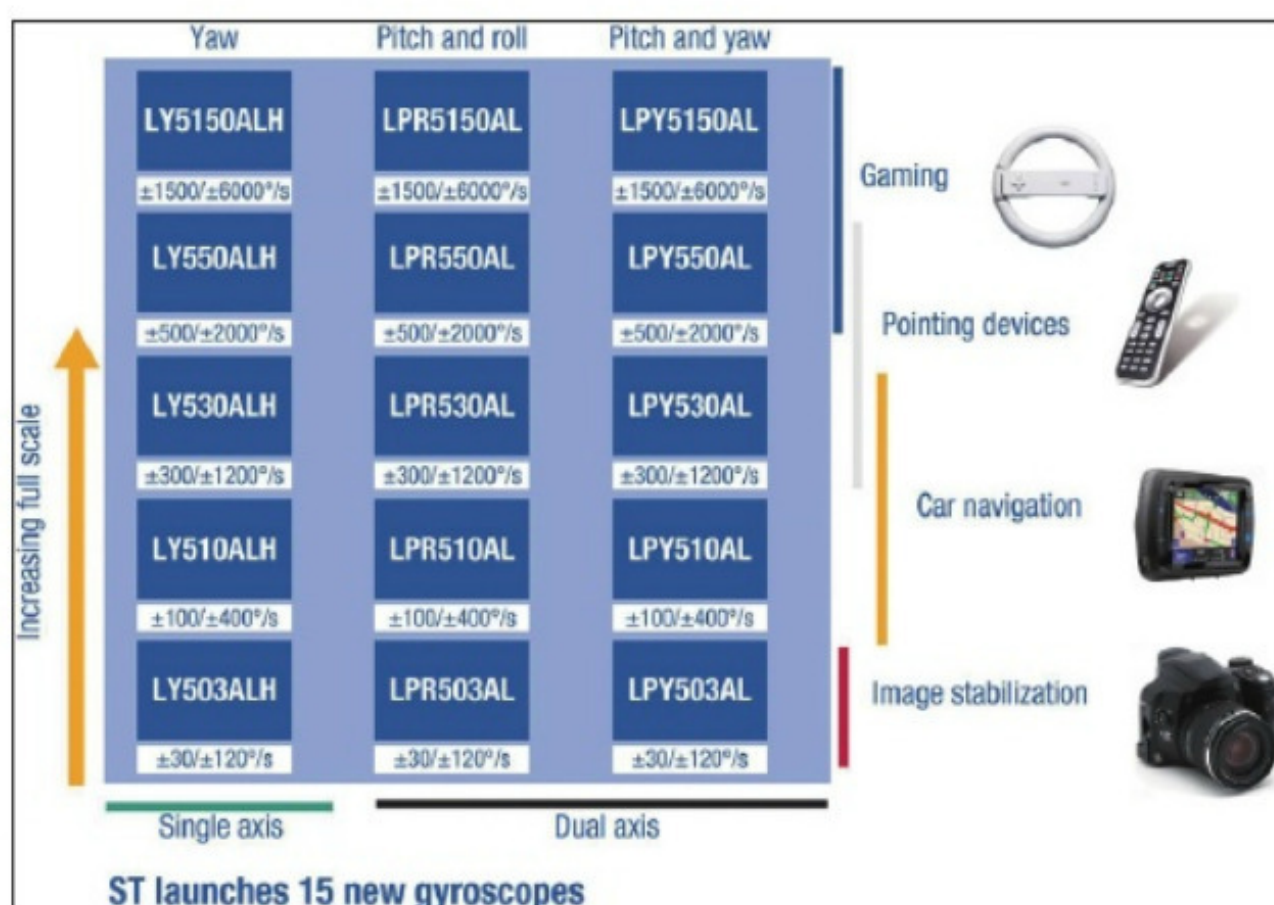 Yaw Pitch and roll Pitch and yaw
LY5150ALH LPR5150AL LPY5150AL
±1500/±6000°/s ±1500/±6000°/s ±1500/±6000°/s
Gaming
LY550ALH LPR550AL LPY550AL
±500/±2000°/s ±500/±2000°/s ±500/±2000°/s
Pointing devices
LY530ALH LPR530AL LPY530AL
±300/±1200°/s ±300/±1200°/s ±300/±1200°/s
Car navigation
LY510ALH LPR510AL LPY510AL
±100/±400°/s ±100/±400°/s ±100/±400°/s
LY503ALH LPR503AL LPY503AL
Image stabilization
±30/±120°/s ±30/±120°/s ±30/±120°/s
Increasing full scale
Single axis Dual axis
ST launches 15 new gyroscopes